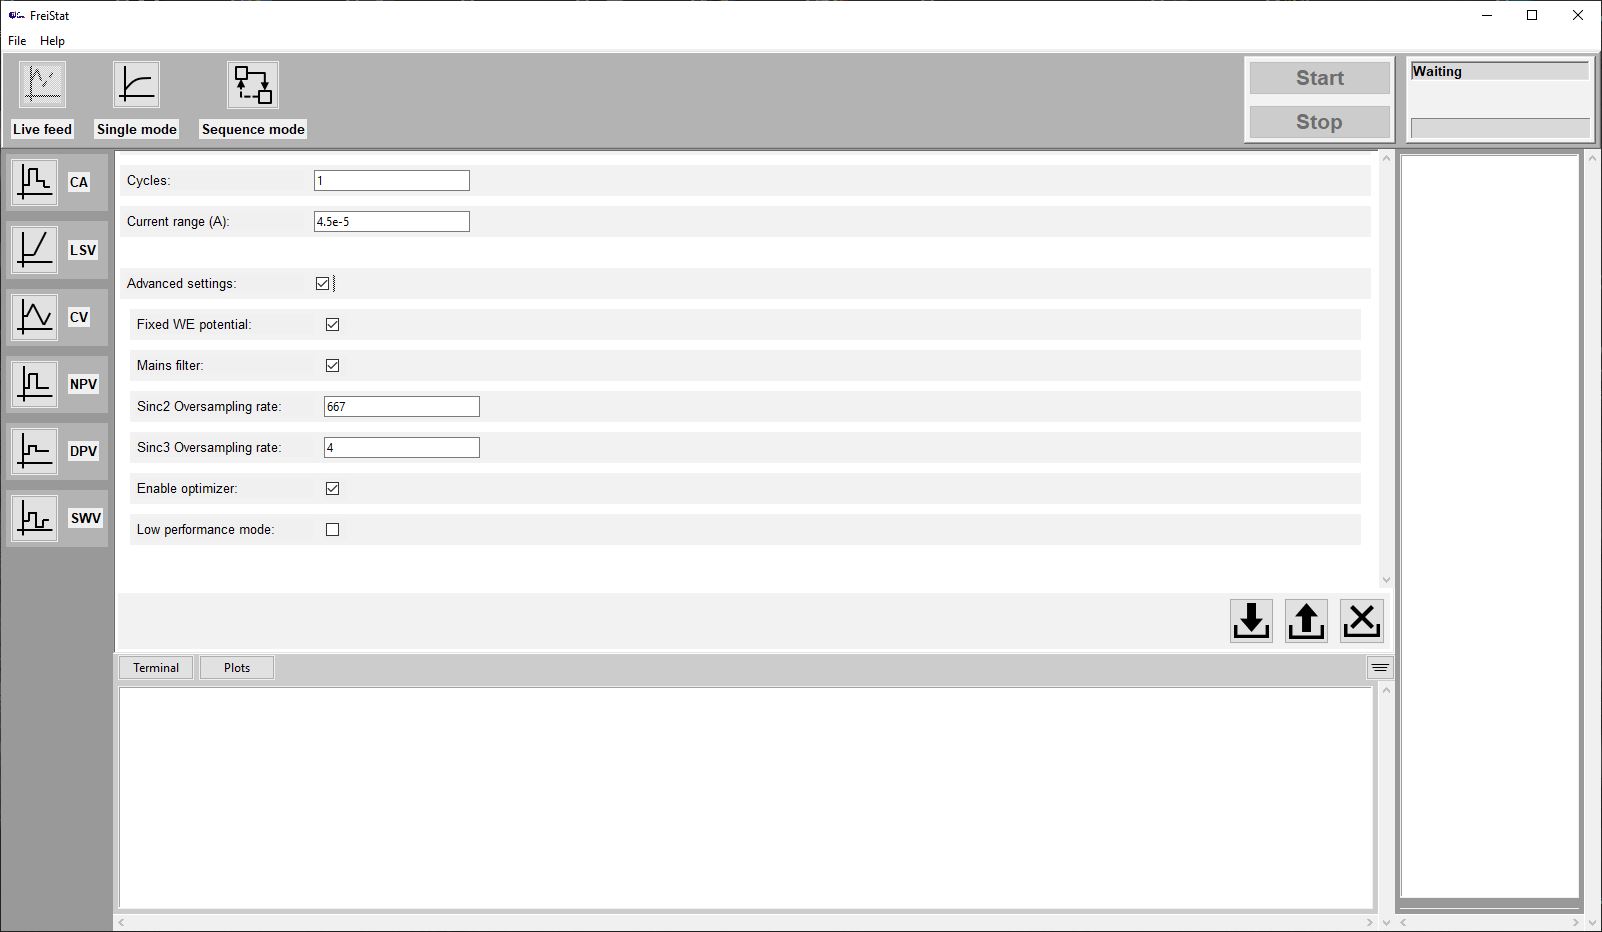 FreiStat
File Help
Live feed
Single mode
Sequence mode
Start
Stop
Waiting
CA
LSV
CV
NPV
DPV
SWV
Cycles: 1
Current range (A): 4.5e-5
Advanced settings:
Fixed WE potential:
Mains filter:
Sinc2 Oversampling rate: 667
Sinc3 Oversampling rate: 4
Enable optimizer:
Low performance mode:
Terminal Plots